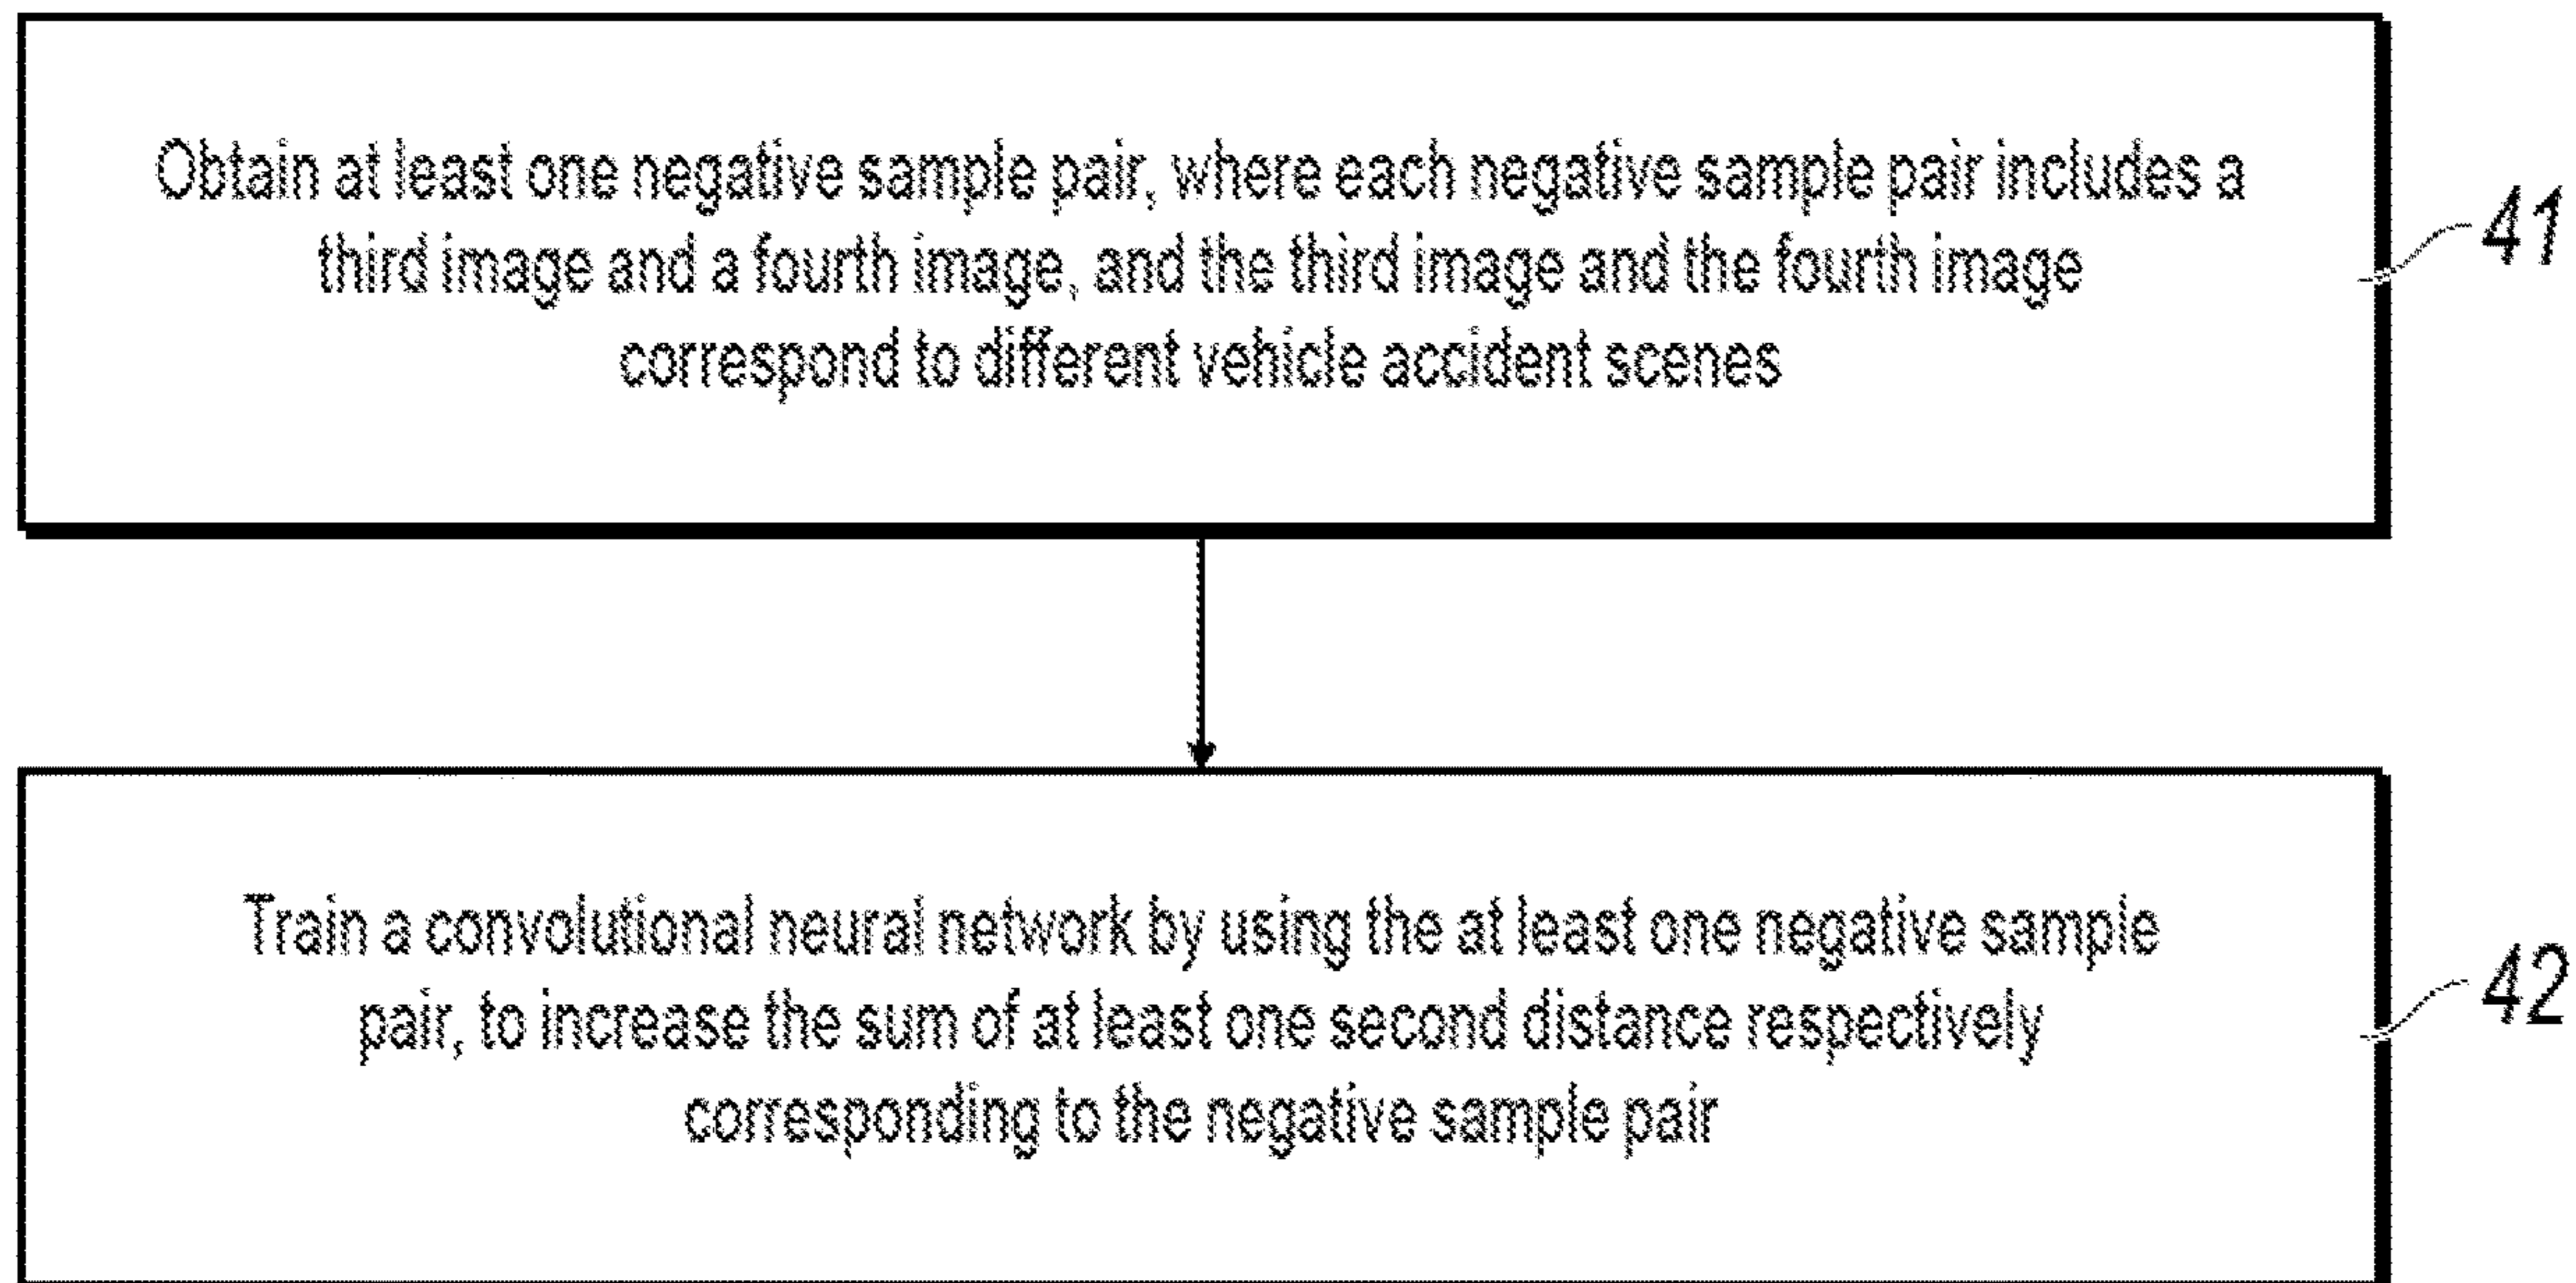 Obtain at least one negative sample pair, where each negative sample pair includes a
third image and a fourth image, and the third image and the fourth image
correspond to different vehicle accident scenes
41
Train a convolutional neural network by using the at least one negative sample
pair, to increase the sum of at least one second distance respectively
corresponding to the negative sample pair
42